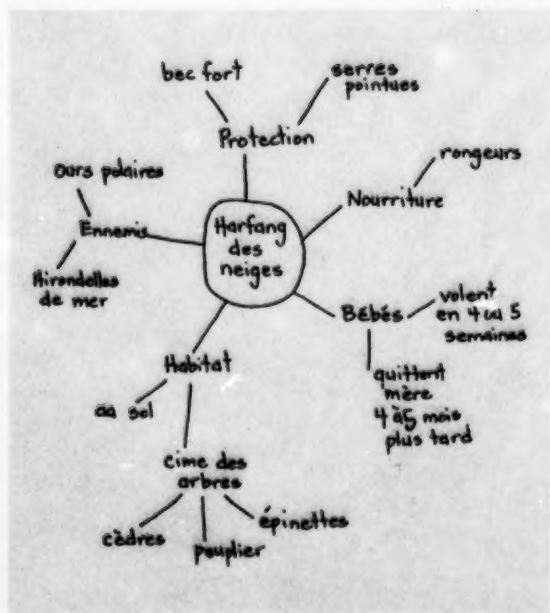 bec fort
serres
pointues
Protection
rongeurs
Nourriture
Ours polaires
Ennemis
Hirondelles
de mer
Harfang
des
neiges
Bébés
volent
en 4 ou 5
semaines
quittent
mère
4 à 5 mois
plus tard
Habitat
au sol
cime des
arbres
cèdres
peuplier
épinettes